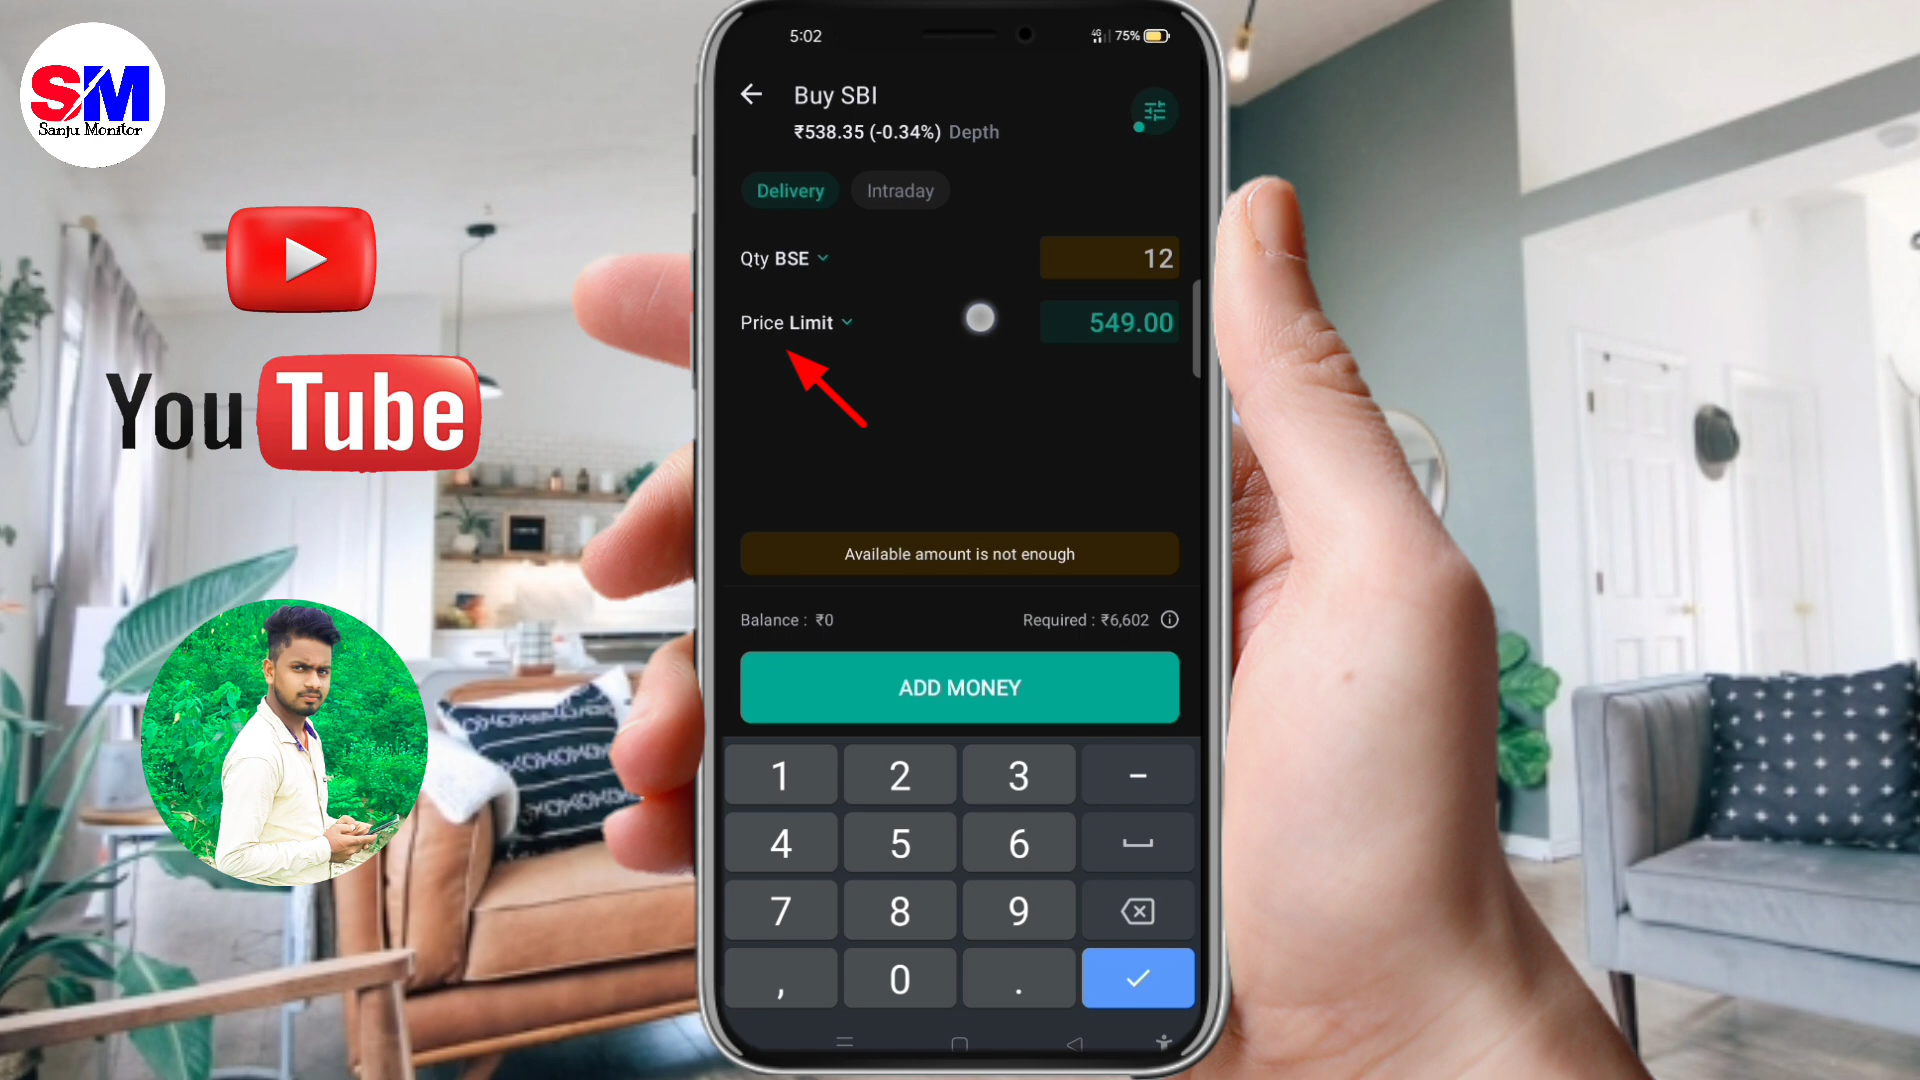 SM
Sanju Monitor
YouTube
5:02
4G 75%
Buy SBI
₹538.35 (-0.34%) Depth
Delivery Intraday
Qty BSE 12
Price Limit 549.00
Available amount is not enough
Balance : ₹0 Required : ₹6,602
ADD MONEY
1 2 3 -
4 5 6
7 8 9
, 0 .